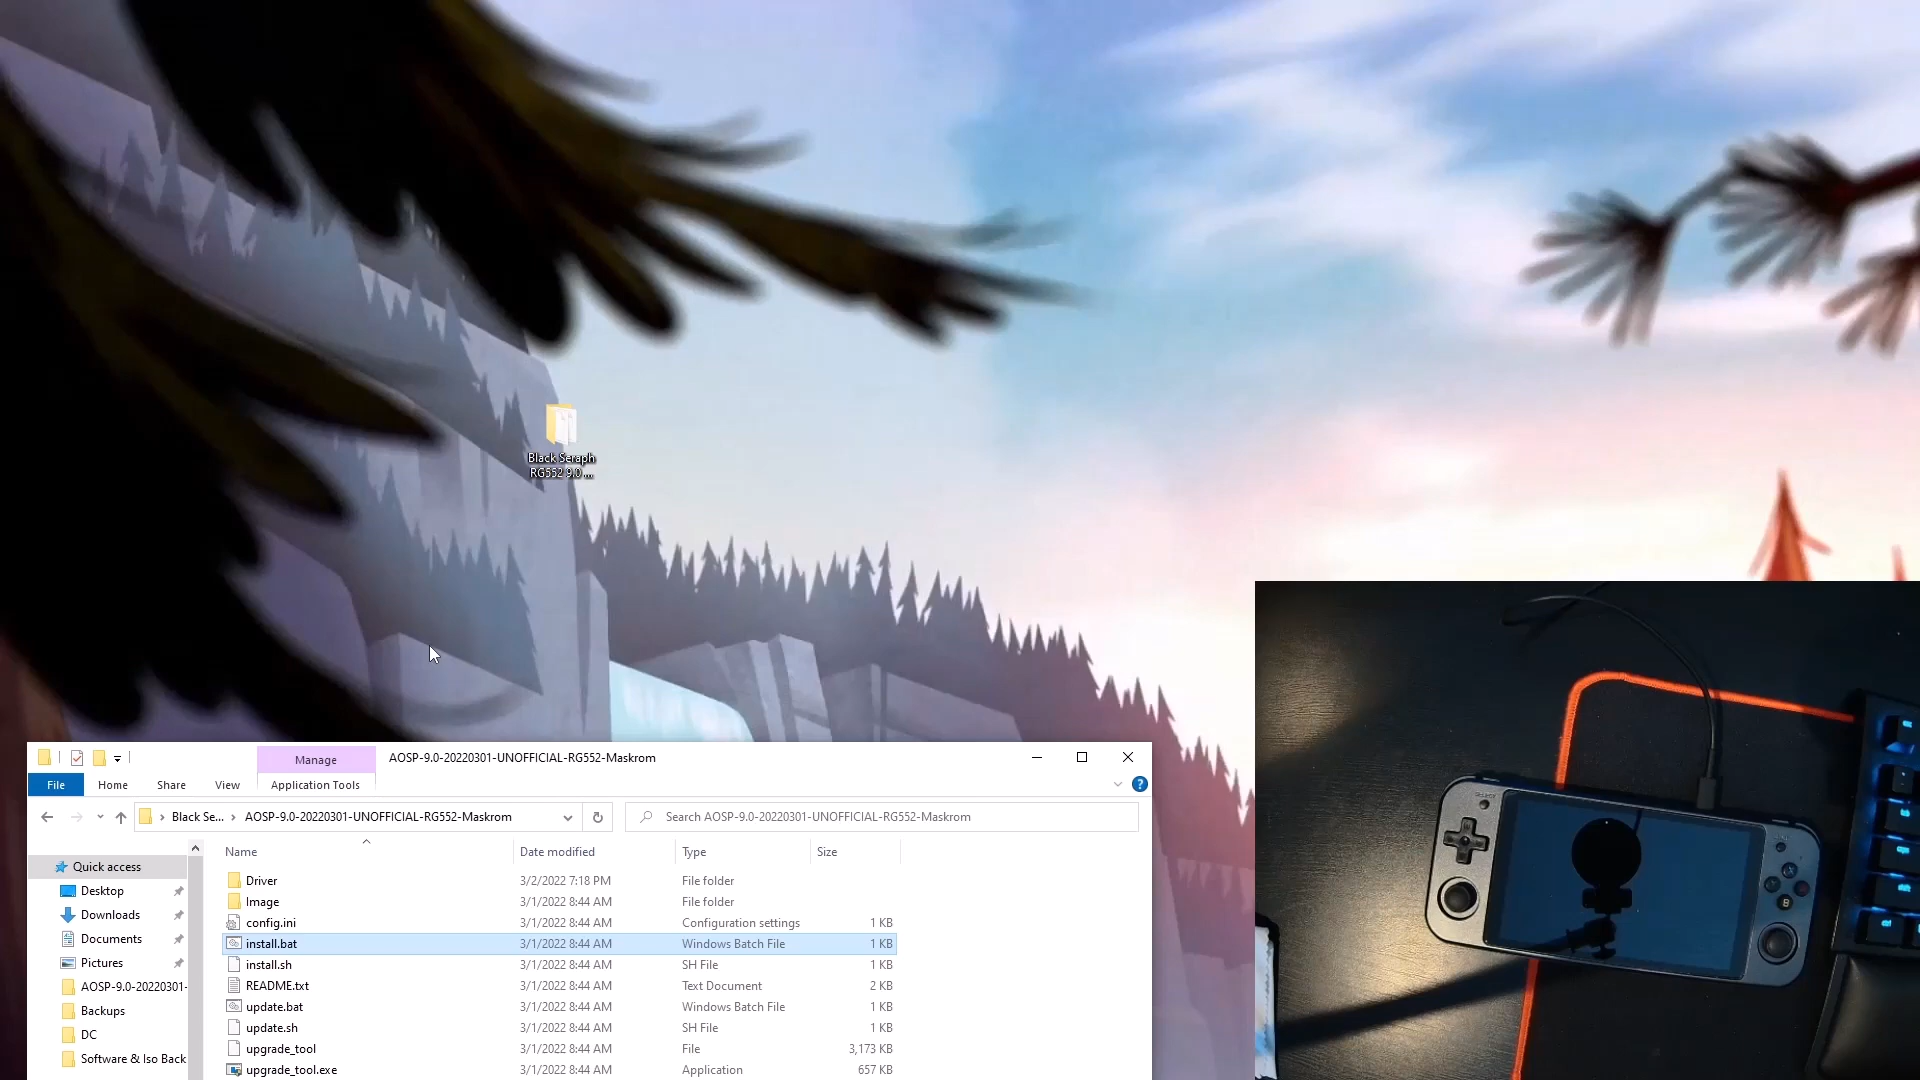 Black Seraph
RG552 9.0 ...
Manage
AOSP-9.0-20220301-UNOFFICIAL-RG552-Maskrom
File
Home
Share
View
Application Tools
Black Se...
AOSP-9.0-20220301-UNOFFICIAL-RG552-Maskrom
Search AOSP-9.0-20220301-UNOFFICIAL-RG552-Maskrom
Name
Date modified
Type
Size
Quick access
Desktop
Downloads
Documents
Pictures
AOSP-9.0-20220301-
Backups
DC
Software & Iso Back
Driver 3/2/2022 7:18 PM File folder
Image 3/1/2022 8:44 AM File folder
config.ini 3/1/2022 8:44 AM Configuration settings 1 KB
install.bat 3/1/2022 8:44 AM Windows Batch File 1 KB
install.sh 3/1/2022 8:44 AM SH File 1 KB
README.txt 3/1/2022 8:44 AM Text Document 2 KB
update.bat 3/1/2022 8:44 AM Windows Batch File 1 KB
update.sh 3/1/2022 8:44 AM SH File 1 KB
upgrade_tool 3/1/2022 8:44 AM File 3,173 KB
upgrade_tool.exe 3/1/2022 8:44 AM Application 657 KB
B